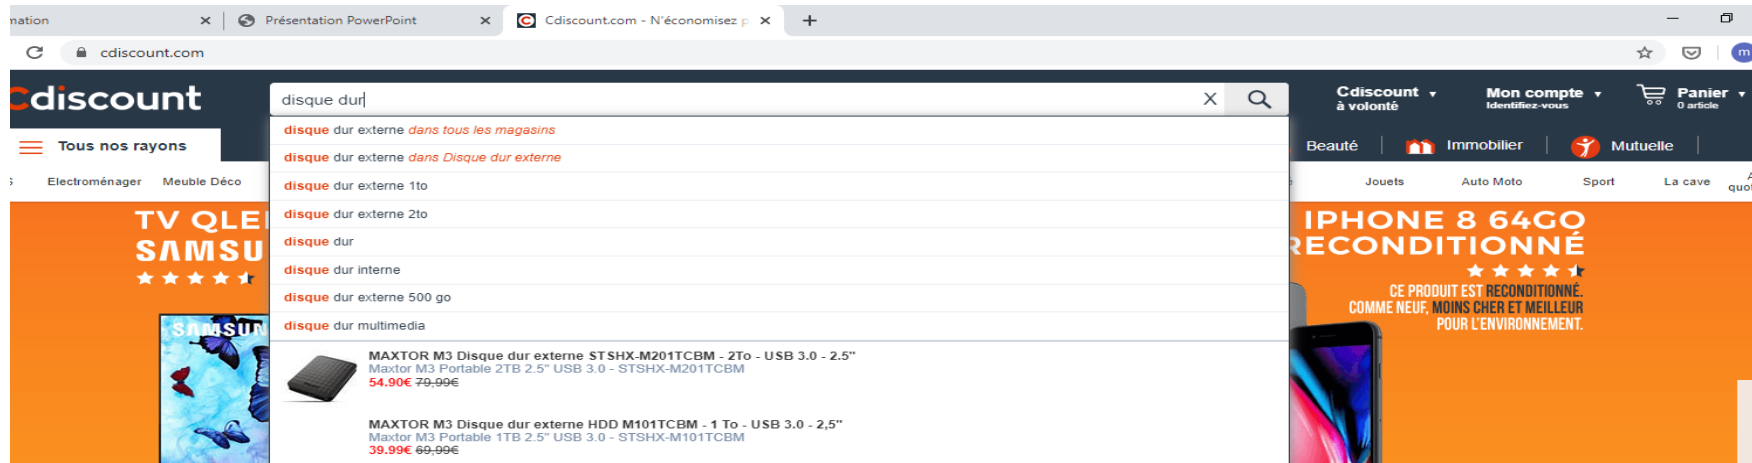 mation
Présentation PowerPoint
Cdiscount.com - N'économisez p
cdiscount.com
m
Cdiscount
disque dur
Cdiscount
à volonté
Mon compte
Identifiez-vous
Panier
0 article
Tous nos rayons
disque dur externe dans tous les magasins
disque dur externe dans Disque dur externe
disque dur externe 1to
disque dur externe 2to
disque dur
disque dur interne
disque dur externe 500 go
disque dur multimedia
Beauté
Immobilier
Mutuelle
Electroménager
Meuble Déco
Jouets
Auto Moto
Sport
La cave
A
quot
TV QLE
SAMSU
SAMSUN
MAXTOR M3 Disque dur externe STSHX-M201TCBM - 2To - USB 3.0 - 2.5"
Maxtor M3 Portable 2TB 2.5" USB 3.0 - STSHX-M201TCBM
54.90€ 79,99€
MAXTOR M3 Disque dur externe HDD M101TCBM - 1 To - USB 3.0 - 2,5"
Maxtor M3 Portable 1TB 2.5" USB 3.0 - STSHX-M101TCBM
39.99€ 69,99€
IPHONE 8 64GO
RECONDITIONNÉ
CE PRODUIT EST RECONDITIONNÉ.
COMME NEUF, MOINS CHER ET MEILLEUR
POUR L'ENVIRONNEMENT.